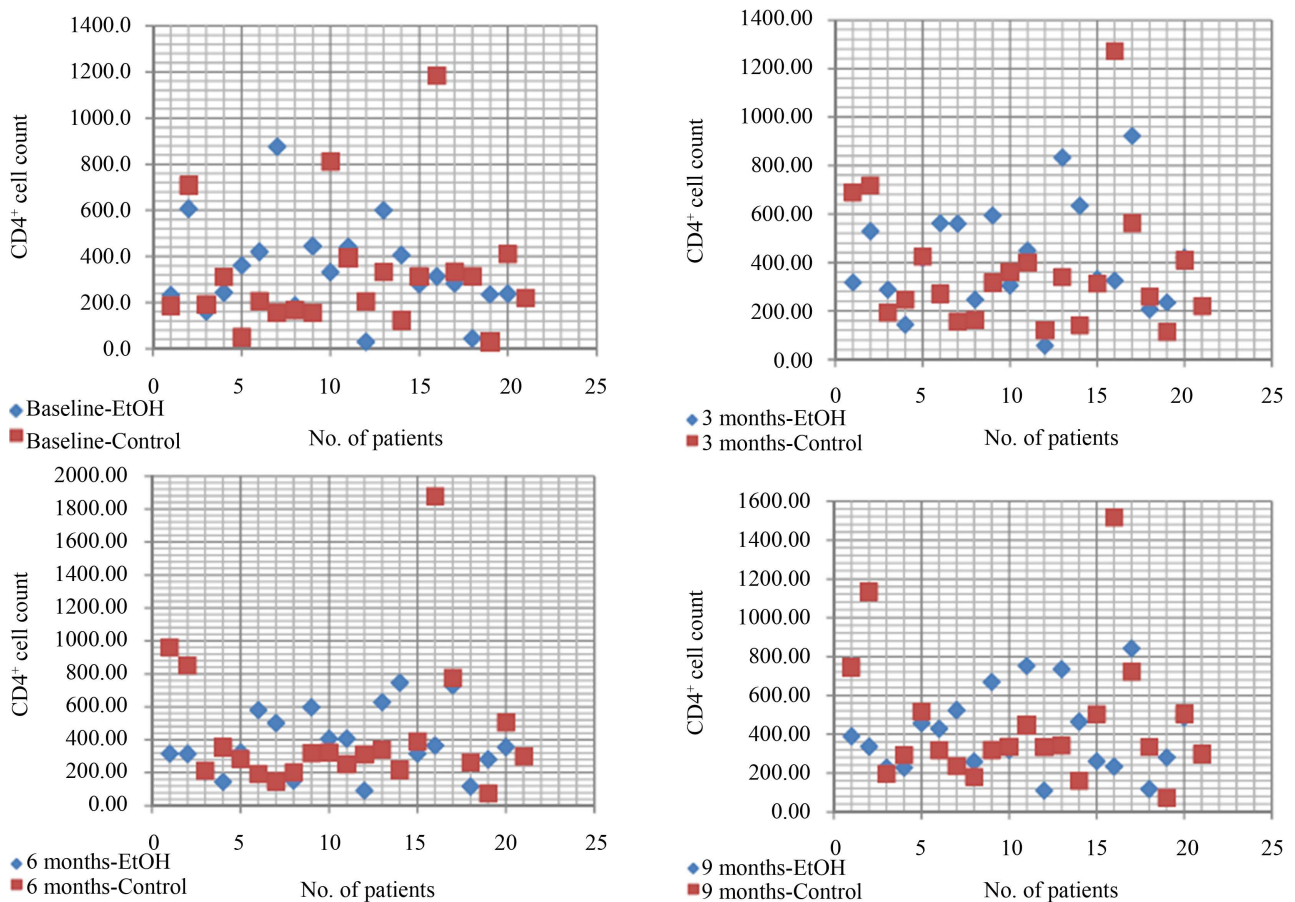 1400.0
1200.0
1000.0
800.0
600.0
400.0
200.0
0.0
CD4+ cell count
0 5 10 15 20 25
Baseline-EtOH
Baseline-Control
No. of patients
1400.00
1200.00
1000.00
800.00
600.00
400.00
200.00
0.00
CD4+ cell count
0 5 10 15 20 25
3 months-EtOH
3 months-Control
No. of patients
2000.00
1800.00
1600.00
1400.00
1200.00
1000.00
800.00
600.00
400.00
200.00
0.00
CD4+ cell count
0 5 10 15 20 25
6 months-EtOH
6 months-Control
No. of patients
1600.00
1400.00
1200.00
1000.00
800.00
600.00
400.00
200.00
0.00
CD4+ cell count
0 5 10 15 20 25
9 months-EtOH
9 months-Control
No. of patients